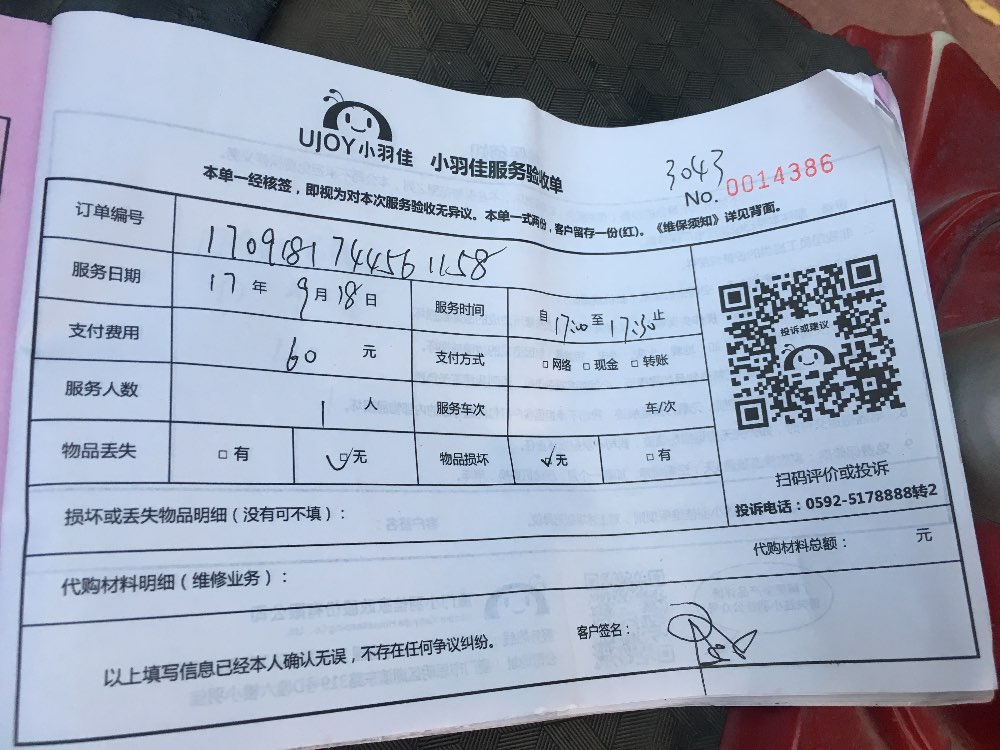 UJOY小羽佳 小羽佳服务验收单
3043
No. 0014386
本单一经核签，即视为对本次服务验收无异议。本单一式两份，客户留存一份(红)。《维保须知》详见背面。
订单编号 170918174456 1158
服务日期 17 年 9 月 18 日 服务时间 自 17:00 至 17:30 止
支付费用 60 元 支付方式 □网络 □现金 □转账
服务人数 1 人 服务车次 车/次
物品丢失 □有 ☑无 物品损坏 ☑无 □有
投诉或建议
扫码评价或投诉
投诉电话：0592-5178888转2
损坏或丢失物品明细（没有可不填）：
代购材料明细（维修业务）： 代购材料总额： 元
以上填写信息已经本人确认无误，不存在任何争议纠纷。 客户签名：